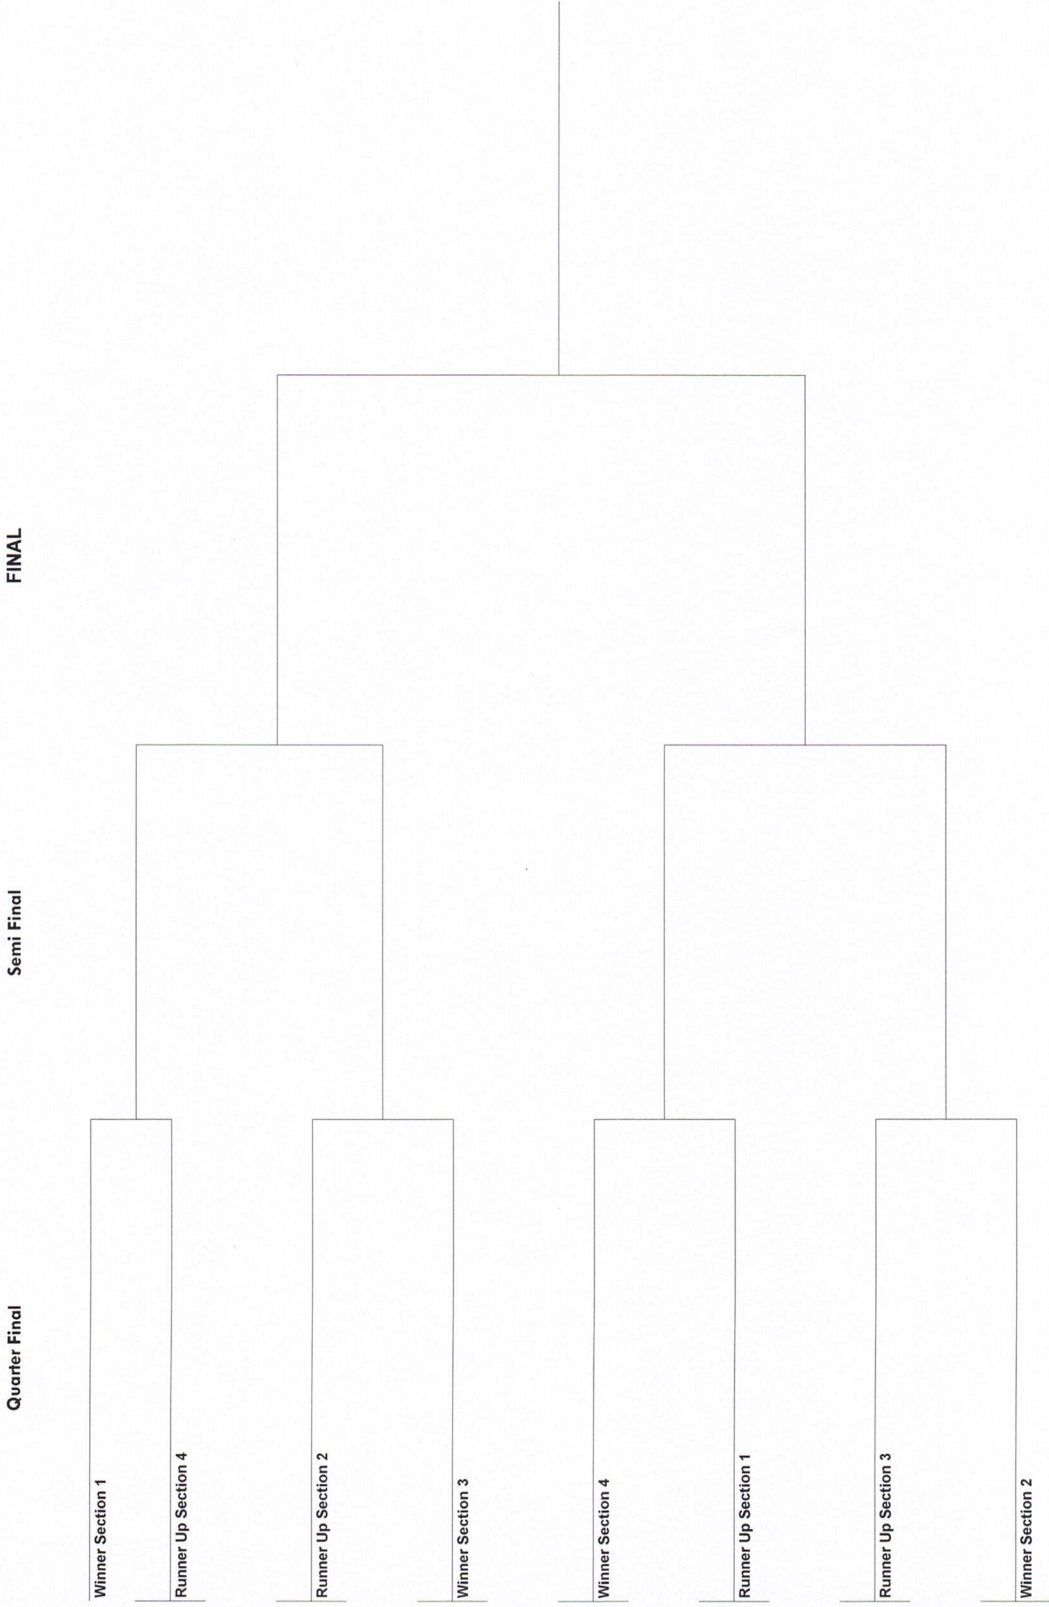 Quarter Final
Semi Final
FINAL
Winner Section 1
Runner Up Section 4
Runner Up Section 2
Winner Section 3
Winner Section 4
Runner Up Section 1
Runner Up Section 3
Winner Section 2